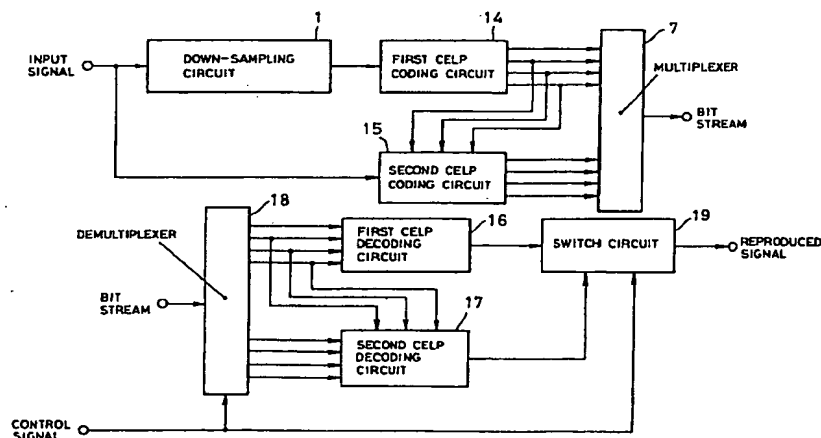 1
14
7
INPUT
SIGNAL
DOWN-SAMPLING
CIRCUIT
FIRST CELP
CODING CIRCUIT
MULTIPLEXER
BIT
STREAM
15
SECOND CELP
CODING CIRCUIT
18
DEMULTIPLEXER
16
19
FIRST CELP
DECODING
CIRCUIT
SWITCH CIRCUIT
REPRODUCED
SIGNAL
BIT
STREAM
17
SECOND CELP
DECODING
CIRCUIT
CONTROL
SIGNAL